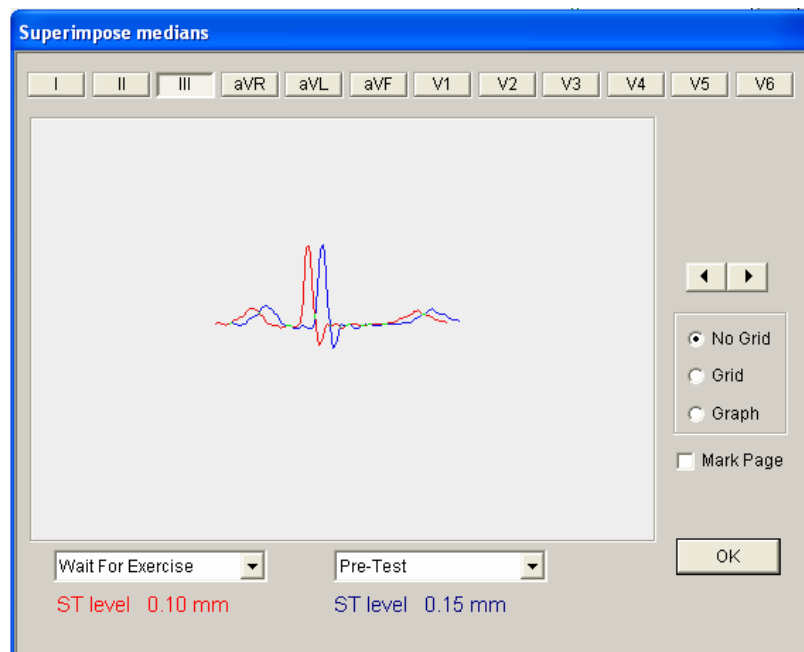 Superimpose medians
I II III aVR aVL aVF V1 V2 V3 V4 V5 V6
No Grid
Grid
Graph
Mark Page
Wait For Exercise Pre-Test OK
ST level 0.10 mm ST level 0.15 mm